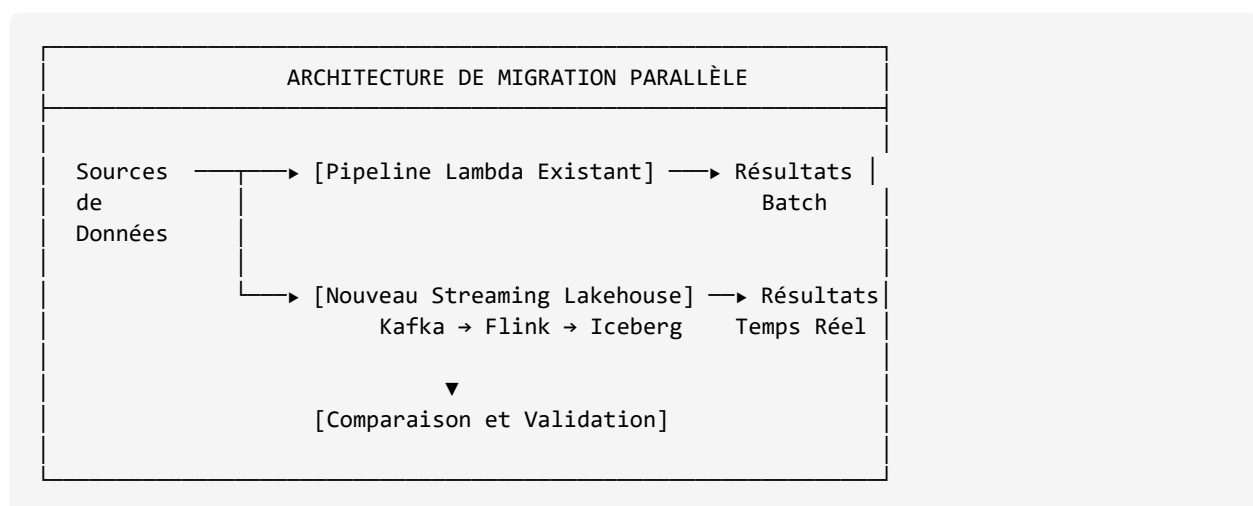 ARCHITECTURE DE MIGRATION PARALLÈLE
Sources ───┬───▶ [Pipeline Lambda Existant] ───▶ Résultats
de Batch
Données
└───▶ [Nouveau Streaming Lakehouse] ──▶ Résultats
Kafka → Flink → Iceberg Temps Réel
▼
[Comparaison et Validation]